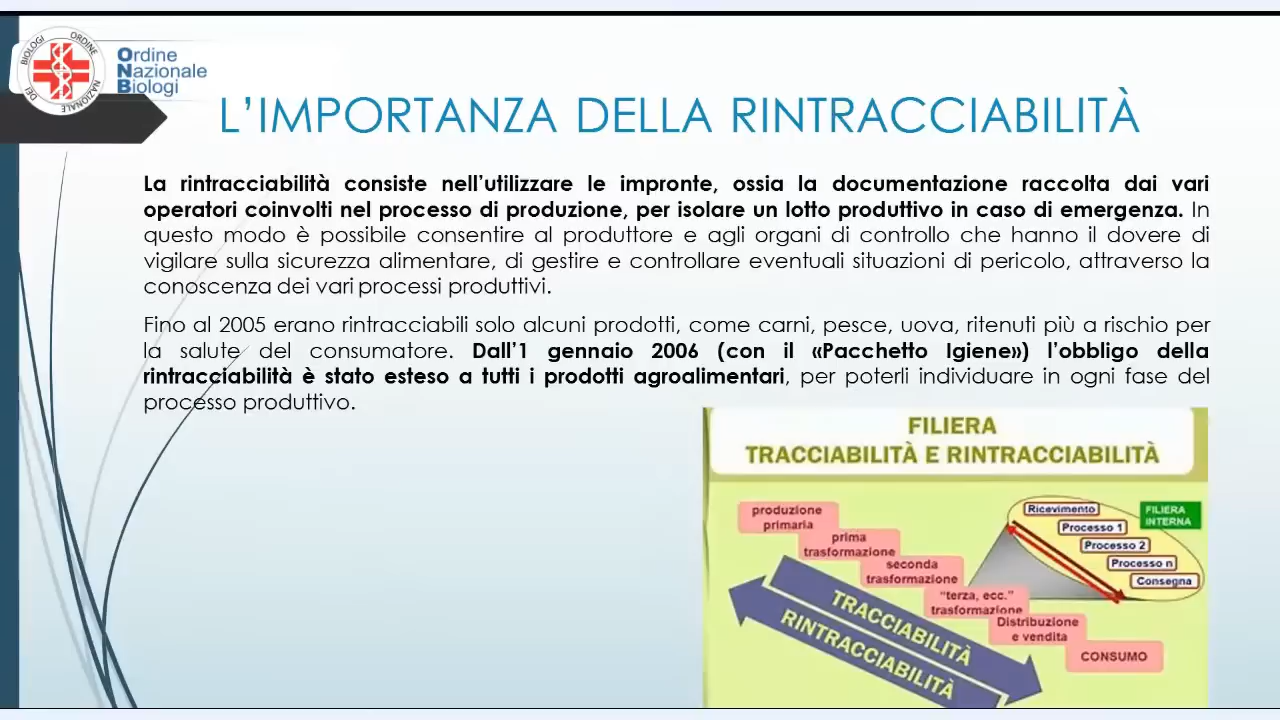 BIOLOGI ORDINE NAZIONALE DEI
Ordine
Nazionale
Biologi
L’IMPORTANZA DELLA RINTRACCIABILITÀ
La rintracciabilità consiste nell’utilizzare le impronte, ossia la documentazione raccolta dai vari
operatori coinvolti nel processo di produzione, per isolare un lotto produttivo in caso di emergenza. In
questo modo è possibile consentire al produttore e agli organi di controllo che hanno il dovere di
vigilare sulla sicurezza alimentare, di gestire e controllare eventuali situazioni di pericolo, attraverso la
conoscenza dei vari processi produttivi.
Fino al 2005 erano rintracciabili solo alcuni prodotti, come carni, pesce, uova, ritenuti più a rischio per
la salute del consumatore. Dall’1 gennaio 2006 (con il «Pacchetto Igiene») l’obbligo della
rintracciabilità è stato esteso a tutti i prodotti agroalimentari, per poterli individuare in ogni fase del
processo produttivo.
FILIERA
TRACCIABILITÀ E RINTRACCIABILITÀ
produzione
primaria
prima
trasformazione
seconda
trasformazione
“terza, ecc.”
trasformazione
Distribuzione
e vendita
CONSUMO
Ricevimento
Processo 1
Processo 2
Processo n
Consegna
FILIERA
INTERNA
TRACCIABILITÀ
RINTRACCIABILITÀ